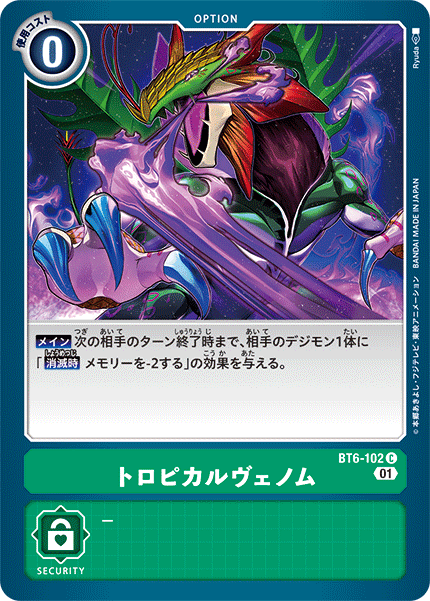 OPTION
使用コスト
0
Ryuda
メイン 次の相手のターン終了時まで、相手のデジモン1体に
「消滅時 メモリーを-2する」の効果を与える。
©本郷あきよし・フジテレビ・東映アニメーション BANDAI MADE IN JAPAN
BT6-102 C
トロピカルヴェノム
01
SECURITY
−